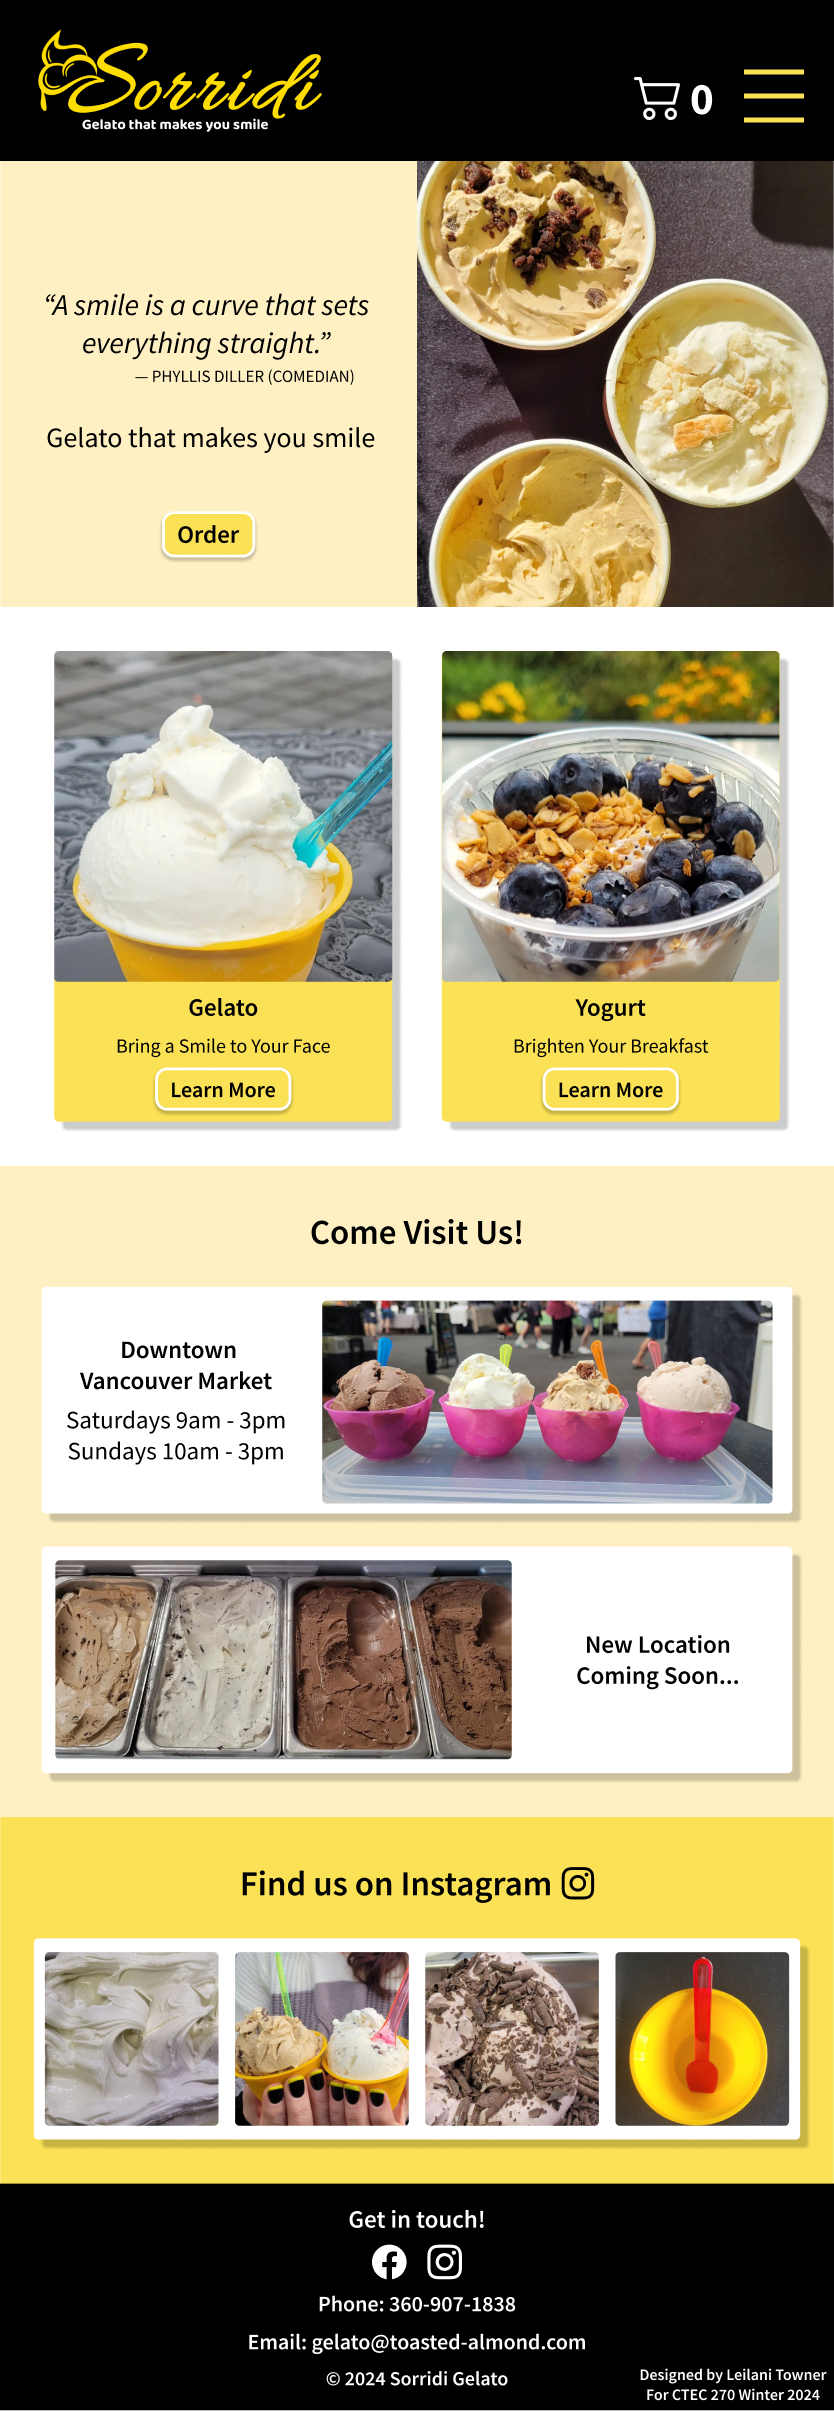 Sorridi
Gelato that makes you smile
0
“A smile is a curve that sets
everything straight.”
— PHYLLIS DILLER (COMEDIAN)
Gelato that makes you smile
Order
Gelato
Bring a Smile to Your Face
Learn More
Yogurt
Brighten Your Breakfast
Learn More
Come Visit Us!
Downtown
Vancouver Market
Saturdays 9am - 3pm
Sundays 10am - 3pm
New Location
Coming Soon...
Find us on Instagram
Get in touch!
Phone: 360-907-1838
Email: gelato@toasted-almond.com
© 2024 Sorridi Gelato
Designed by Leilani Towner
For CTEC 270 Winter 2024